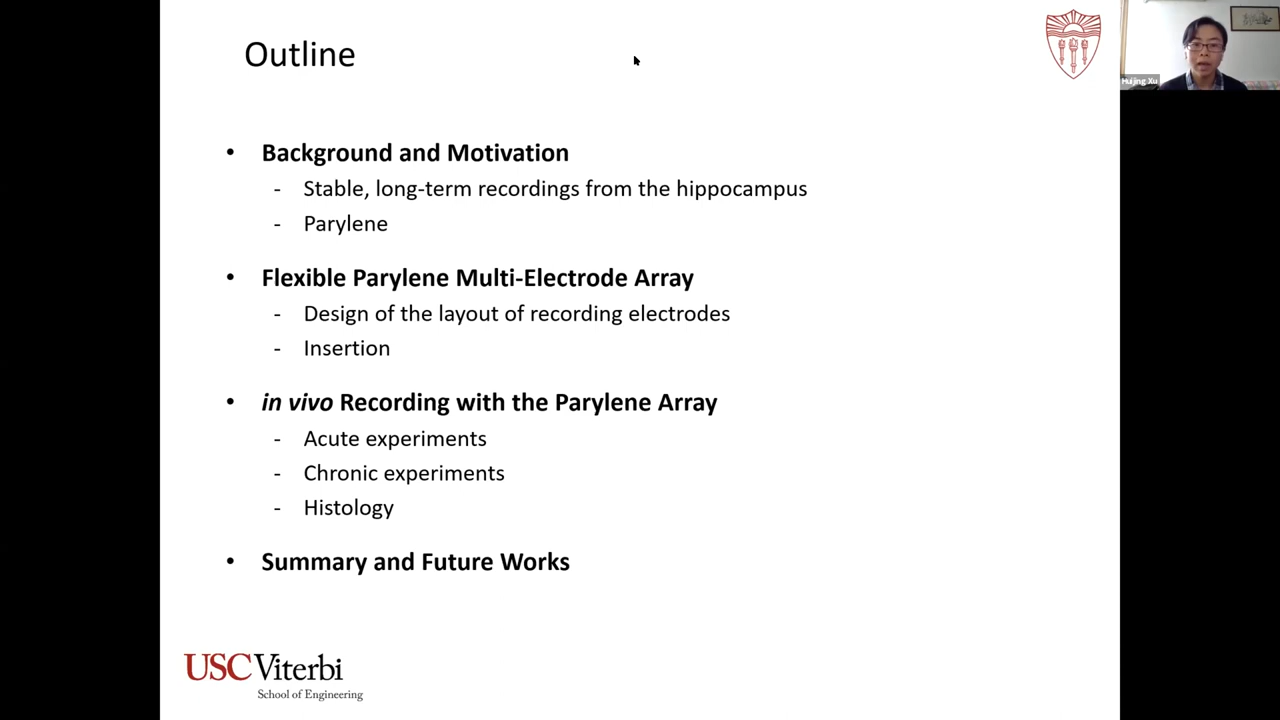 Outline
Huijing Xu
• Background and Motivation
- Stable, long-term recordings from the hippocampus
- Parylene
• Flexible Parylene Multi-Electrode Array
- Design of the layout of recording electrodes
- Insertion
• in vivo Recording with the Parylene Array
- Acute experiments
- Chronic experiments
- Histology
• Summary and Future Works
USC Viterbi
School of Engineering